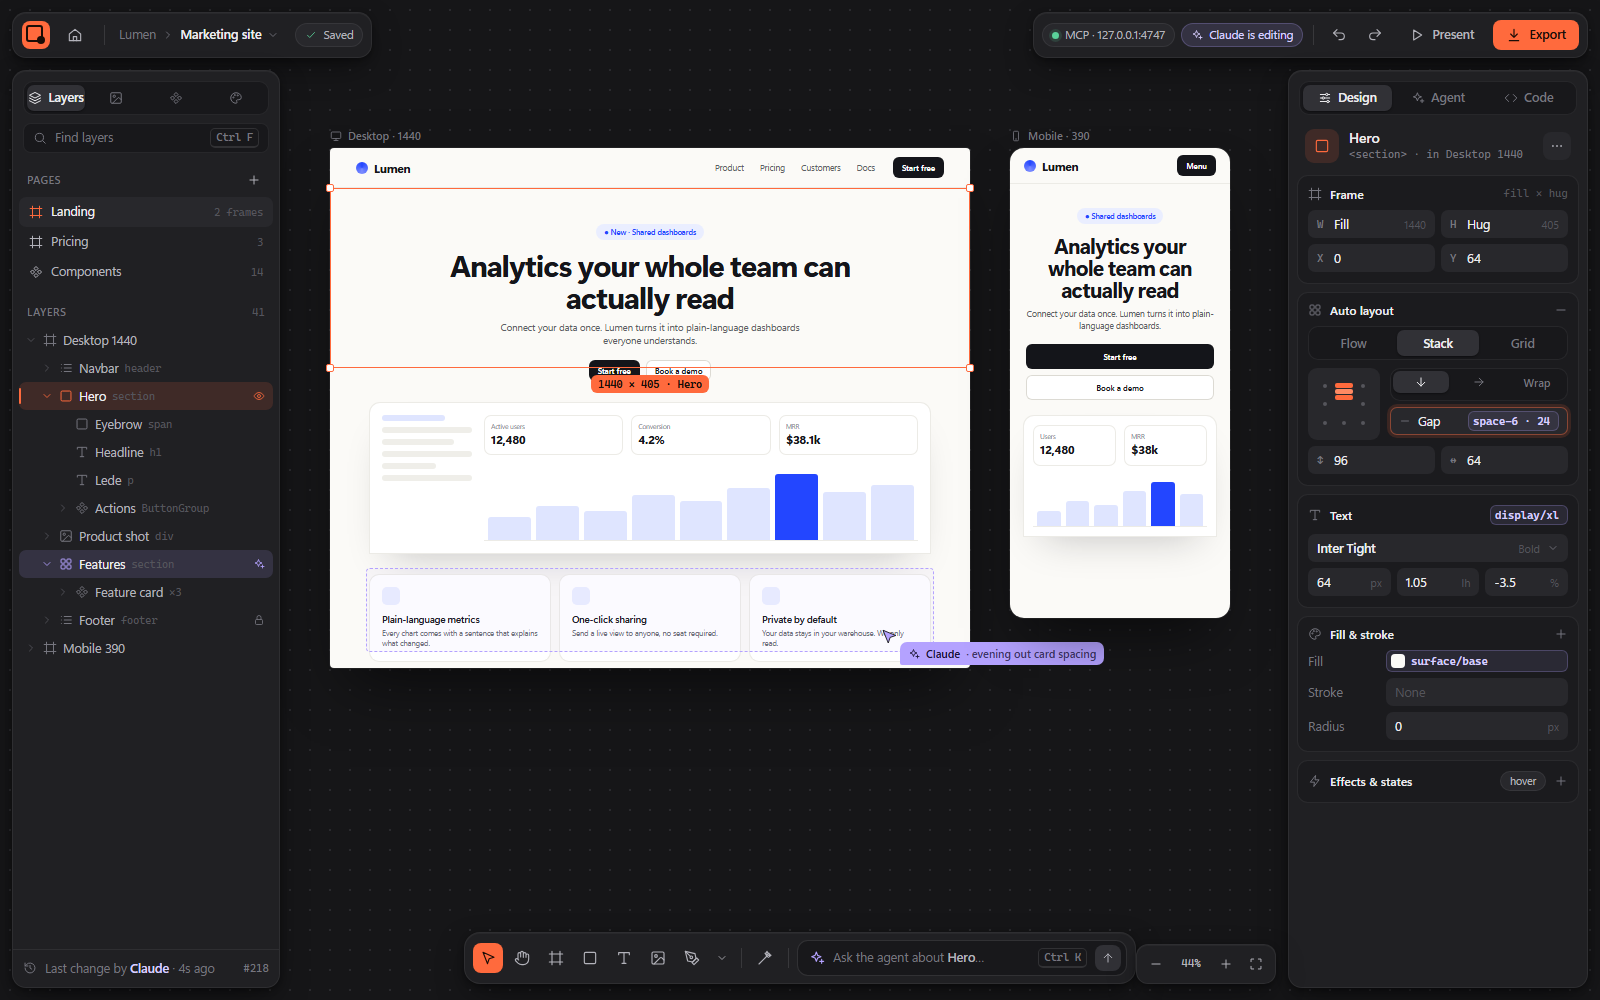 Lumen › Marketing site
Saved
MCP · 127.0.0.1:4747
Claude is editing
Present
Export
Layers
Find layers
Ctrl F
PAGES
Landing
2 frames
Pricing
3
Components
14
LAYERS
41
Desktop 1440
Navbar header
Hero section
Eyebrow span
Headline h1
Lede p
Actions ButtonGroup
Product shot div
Features section
Feature card ×3
Footer footer
Mobile 390
Last change by Claude · 4s ago
#218
Desktop · 1440
Lumen
Product
Pricing
Customers
Docs
Start free
New · Shared dashboards
Analytics your whole team can
actually read
Connect your data once. Lumen turns it into plain-language dashboards
everyone understands.
Start free
Book a demo
1440 × 405 · Hero
Active users
12,480
Conversion
4.2%
MRR
$38.1k
Plain-language metrics
Every chart comes with a sentence that explains
what changed.
One-click sharing
Send a live view to anyone, no seat required.
Private by default
Your data stays in your warehouse. We only
read.
Claude · evening out card spacing
Mobile · 390
Lumen
Menu
Shared dashboards
Analytics your
whole team can
actually read
Connect your data once. Lumen turns it into plain-
language dashboards.
Start free
Book a demo
Users
12,480
MRR
$38k
Ask the agent about Hero...
Ctrl K
44%
Design
Agent
Code
Hero
<section> · in Desktop 1440
Frame
fill × hug
W Fill 1440
H Hug 405
X 0
Y 64
Auto layout
Flow
Stack
Grid
Wrap
Gap
space-6 · 24
96
64
Text
display/xl
Inter Tight
Bold
64 px
1.05 lh
-3.5 %
Fill & stroke
Fill
surface/base
Stroke
None
Radius
0 px
Effects & states
hover